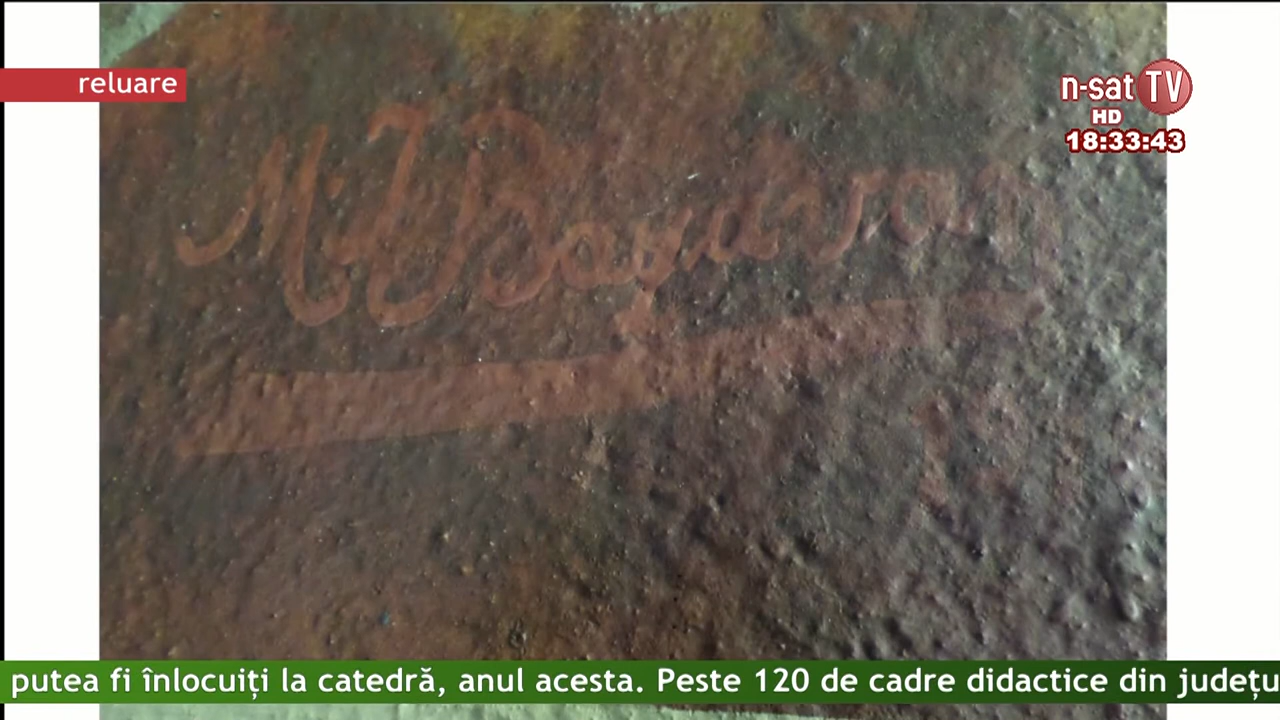 reluare
n-sat TV
HD
18:33:43
putea fi înlocuiți la catedră, anul acesta. Peste 120 de cadre didactice din județu